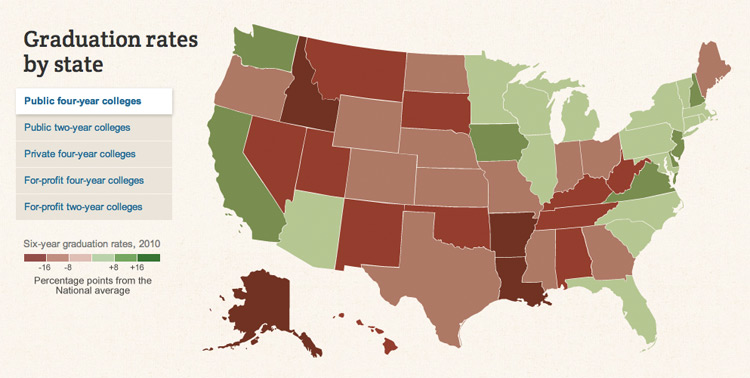 Graduation rates
by state
Public four-year colleges
Public two-year colleges
Private four-year colleges
For-profit four-year colleges
For-profit two-year colleges
Six-year graduation rates, 2010
-16 -8 +8 +16
Percentage points from the
National average